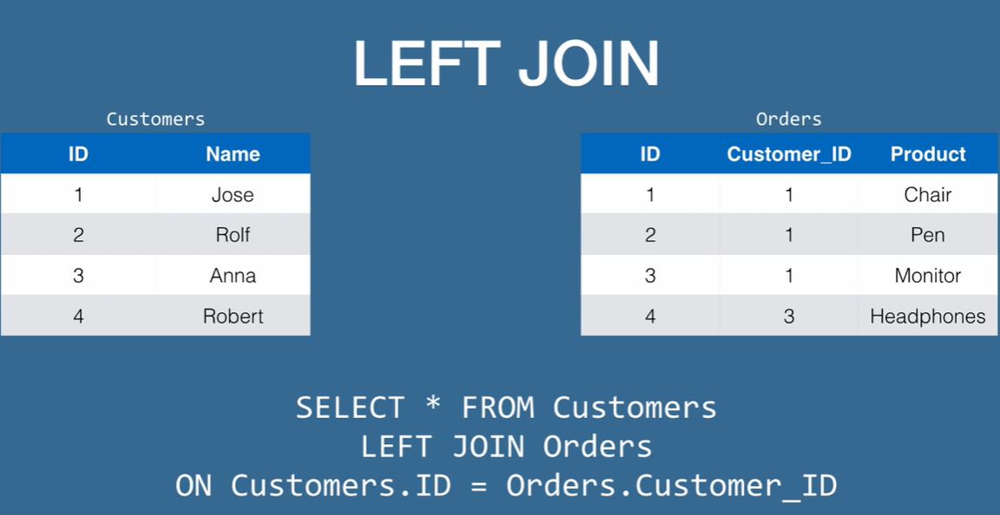 LEFT JOIN
Customers
ID Name
1 Jose
2 Rolf
3 Anna
4 Robert
Orders
ID Customer_ID Product
1 1 Chair
2 1 Pen
3 1 Monitor
4 3 Headphones
SELECT * FROM Customers
LEFT JOIN Orders
ON Customers.ID = Orders.Customer_ID